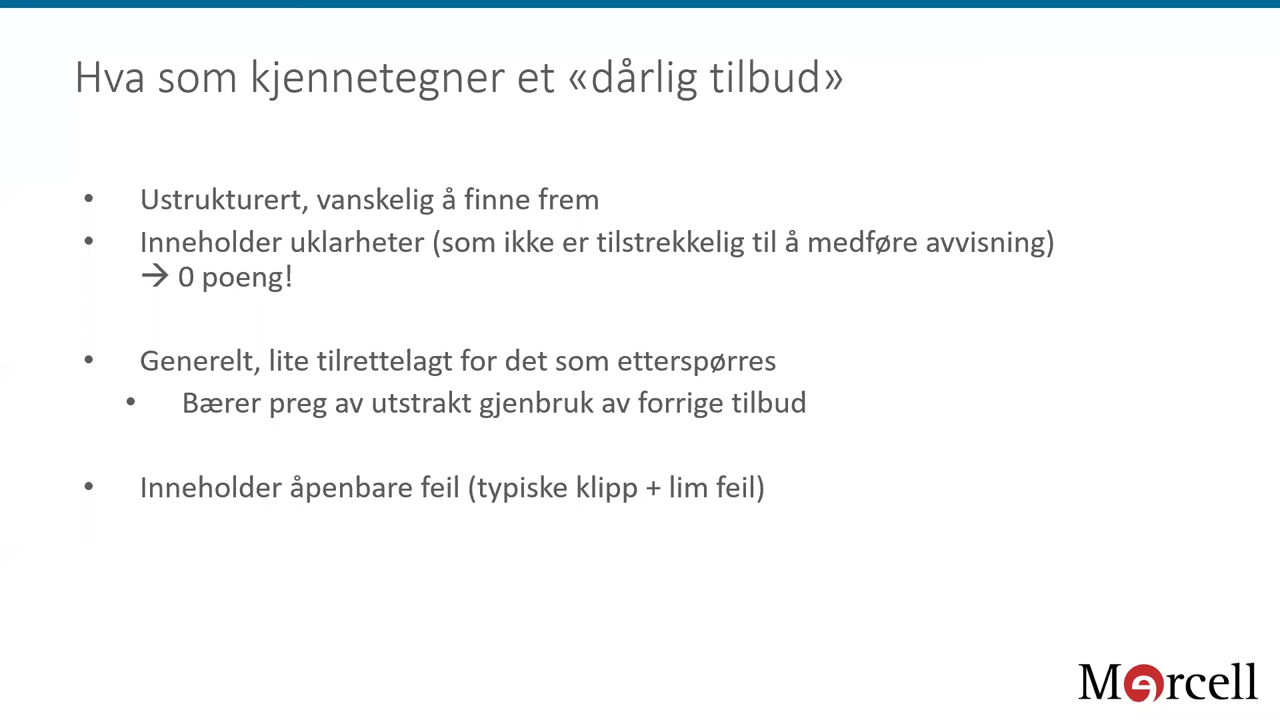 Hva som kjennetegner et «dårlig tilbud»
• Ustrukturert, vanskelig å finne frem
• Inneholder uklarheter (som ikke er tilstrekkelig til å medføre avvisning)
→ 0 poeng!
• Generelt, lite tilrettelagt for det som etterspørres
• Bærer preg av utstrakt gjenbruk av forrige tilbud
• Inneholder åpenbare feil (typiske klipp + lim feil)
Mercell